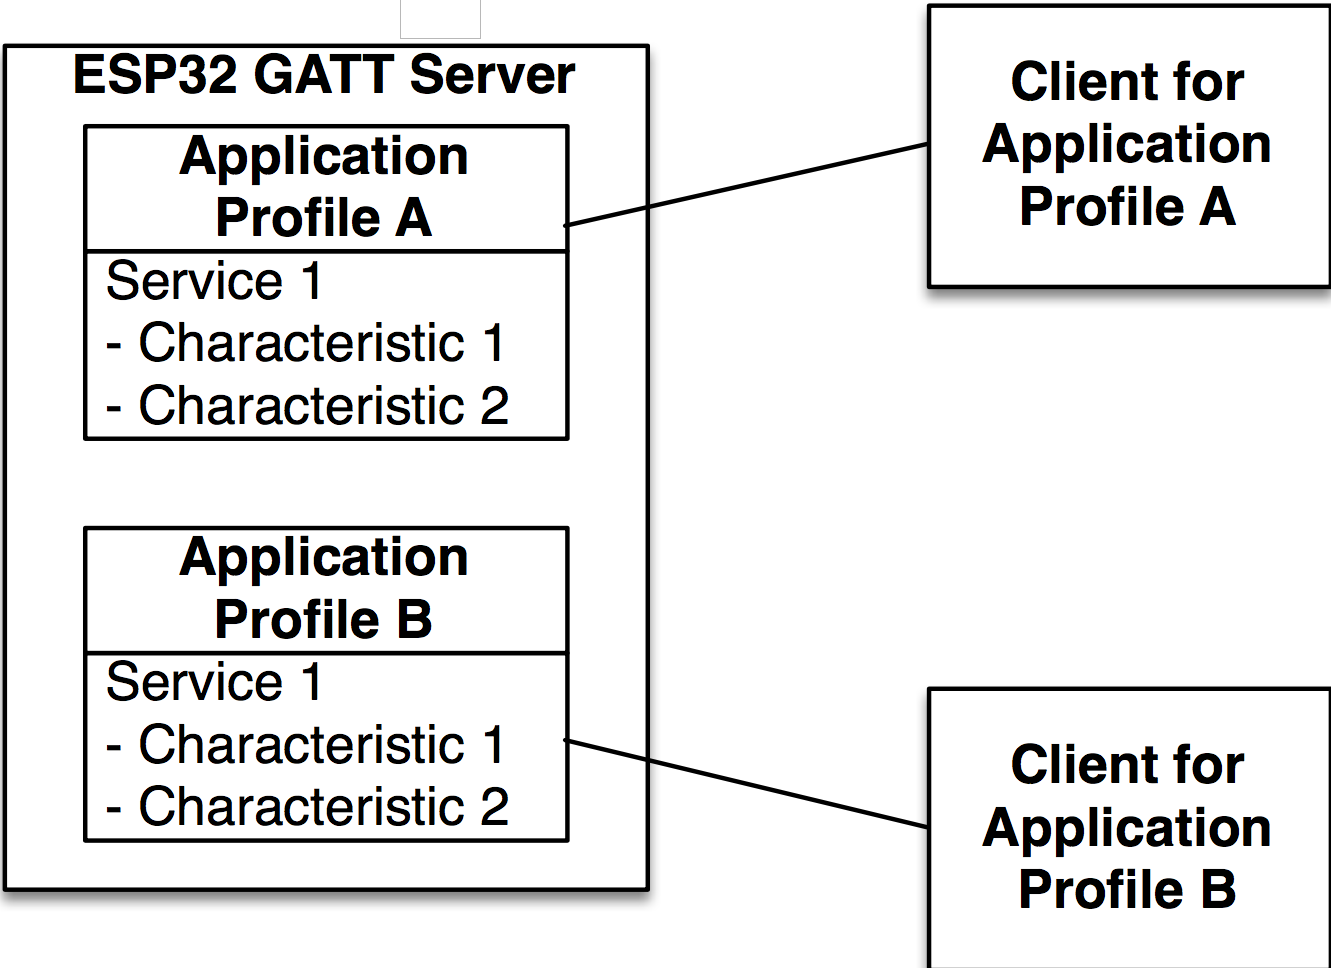 ESP32 GATT Server
Application
Profile A
Service 1
- Characteristic 1
- Characteristic 2
Application
Profile B
Service 1
- Characteristic 1
- Characteristic 2
Client for
Application
Profile A
Client for
Application
Profile B